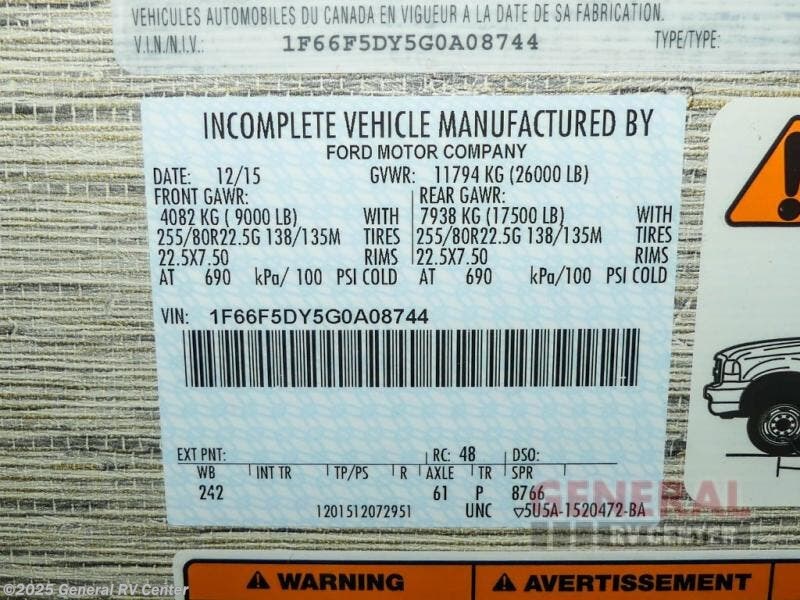 VEHICULES AUTOMOBILES DU CANADA EN VIGUEUR A LA DATE DE SA FABRICATION.
V.I.N./N.I.V.: 1F66F5DY5G0A08744 TYPE/TYPE:
INCOMPLETE VEHICLE MANUFACTURED BY
FORD MOTOR COMPANY
DATE: 12/15 GVWR: 11794 KG (26000 LB)
FRONT GAWR: REAR GAWR:
4082 KG ( 9000 LB) WITH 7938 KG (17500 LB) WITH
255/80R22.5G 138/135M TIRES 255/80R22.5G 138/135M TIRES
22.5X7.50 RIMS 22.5X7.50 RIMS
AT 690 kPa/ 100 PSI COLD AT 690 kPa/ 100 PSI COLD
VIN: 1F66F5DY5G0A08744
EXT PNT: RC: 48 DSO:
WB INT TR TP/PS R AXLE TR SPR
242 61 P 8766
1201512072951 UNC ▽5U5A-1520472-BA
GENERAL
RV CENTER
WARNING AVERTISSEMENT
©2025 General RV Center